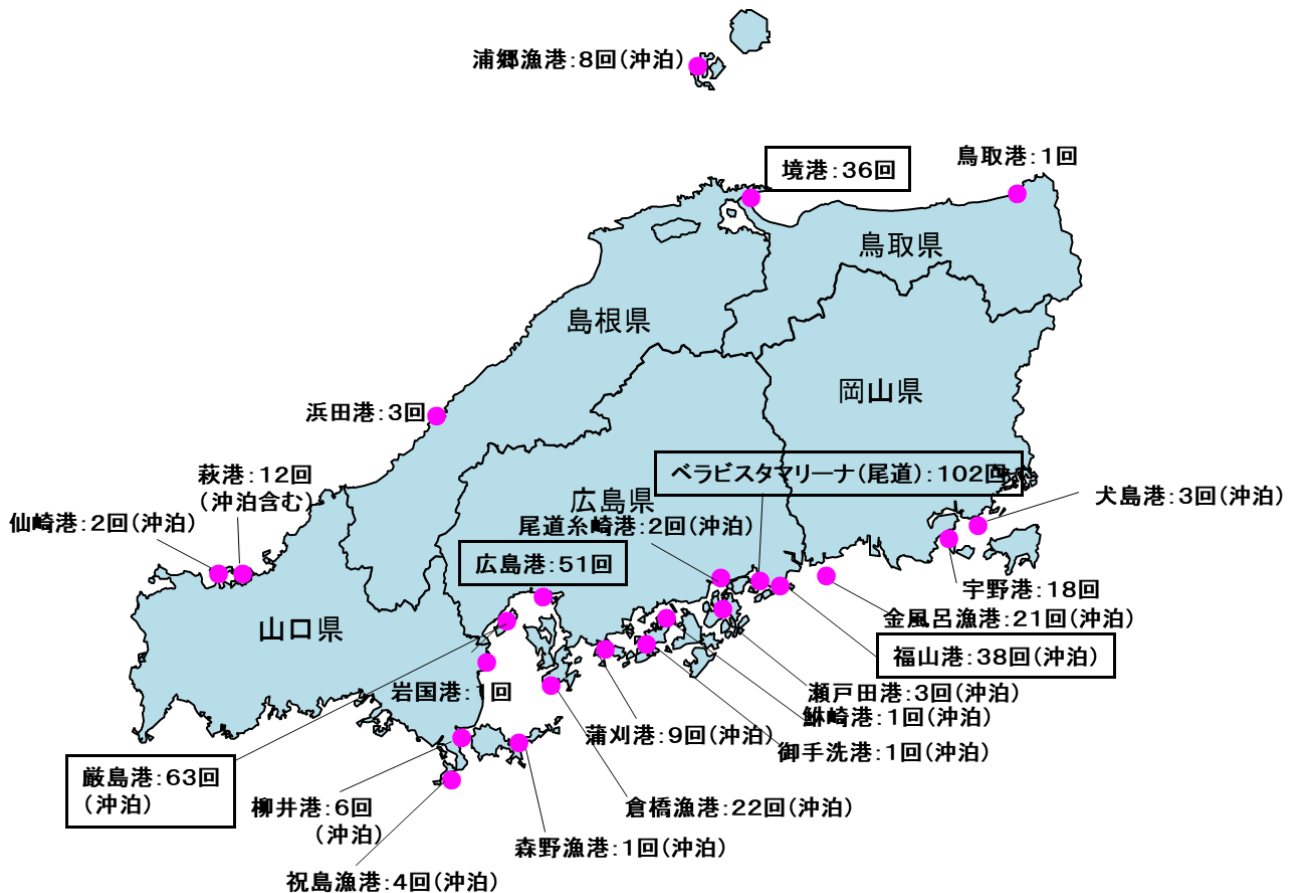 浦郷漁港:8回(沖泊)
境港:36回
鳥取港:1回
鳥取県
島根県
岡山県
浜田港:3回
萩港:12回
(沖泊含む)
仙崎港:2回(沖泊)
ベラビスタマリーナ(尾道):102回
広島県
尾道糸崎港:2回(沖泊)
犬島港:3回(沖泊)
広島港:51回
宇野港:18回
金風呂漁港:21回(沖泊)
山口県
福山港:38回(沖泊)
岩国港:1回
瀬戸田港:3回(沖泊)
鮴崎港:1回(沖泊)
蒲刈港:9回(沖泊)
御手洗港:1回(沖泊)
厳島港:63回
(沖泊)
柳井港:6回
(沖泊)
倉橋漁港:22回(沖泊)
森野漁港:1回(沖泊)
祝島漁港:4回(沖泊)